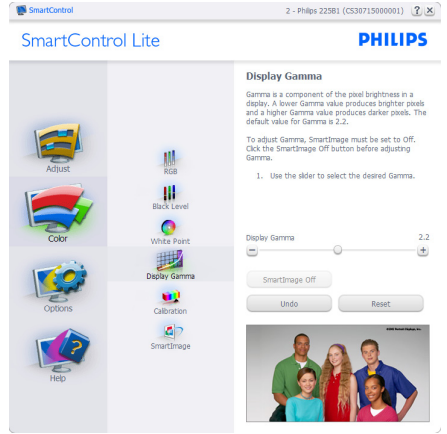 SmartControl
2 - Philips 225B1 (CS30715000001)
SmartControl Lite
PHILIPS
Adjust
Color
Options
Help
RGB
Black Level
White Point
Display Gamma
Calibration
SmartImage
Display Gamma
Gamma is a component of the pixel brightness in a
display. A lower Gamma value produces brighter pixels
and a higher Gamma value produces darker pixels. The
default value for Gamma is 2.2.
To adjust Gamma, SmartImage must be set to Off.
Click the SmartImage Off button before adjusting
Gamma.
1. Use the slider to select the desired Gamma.
Display Gamma 2.2
SmartImage Off
Undo
Reset